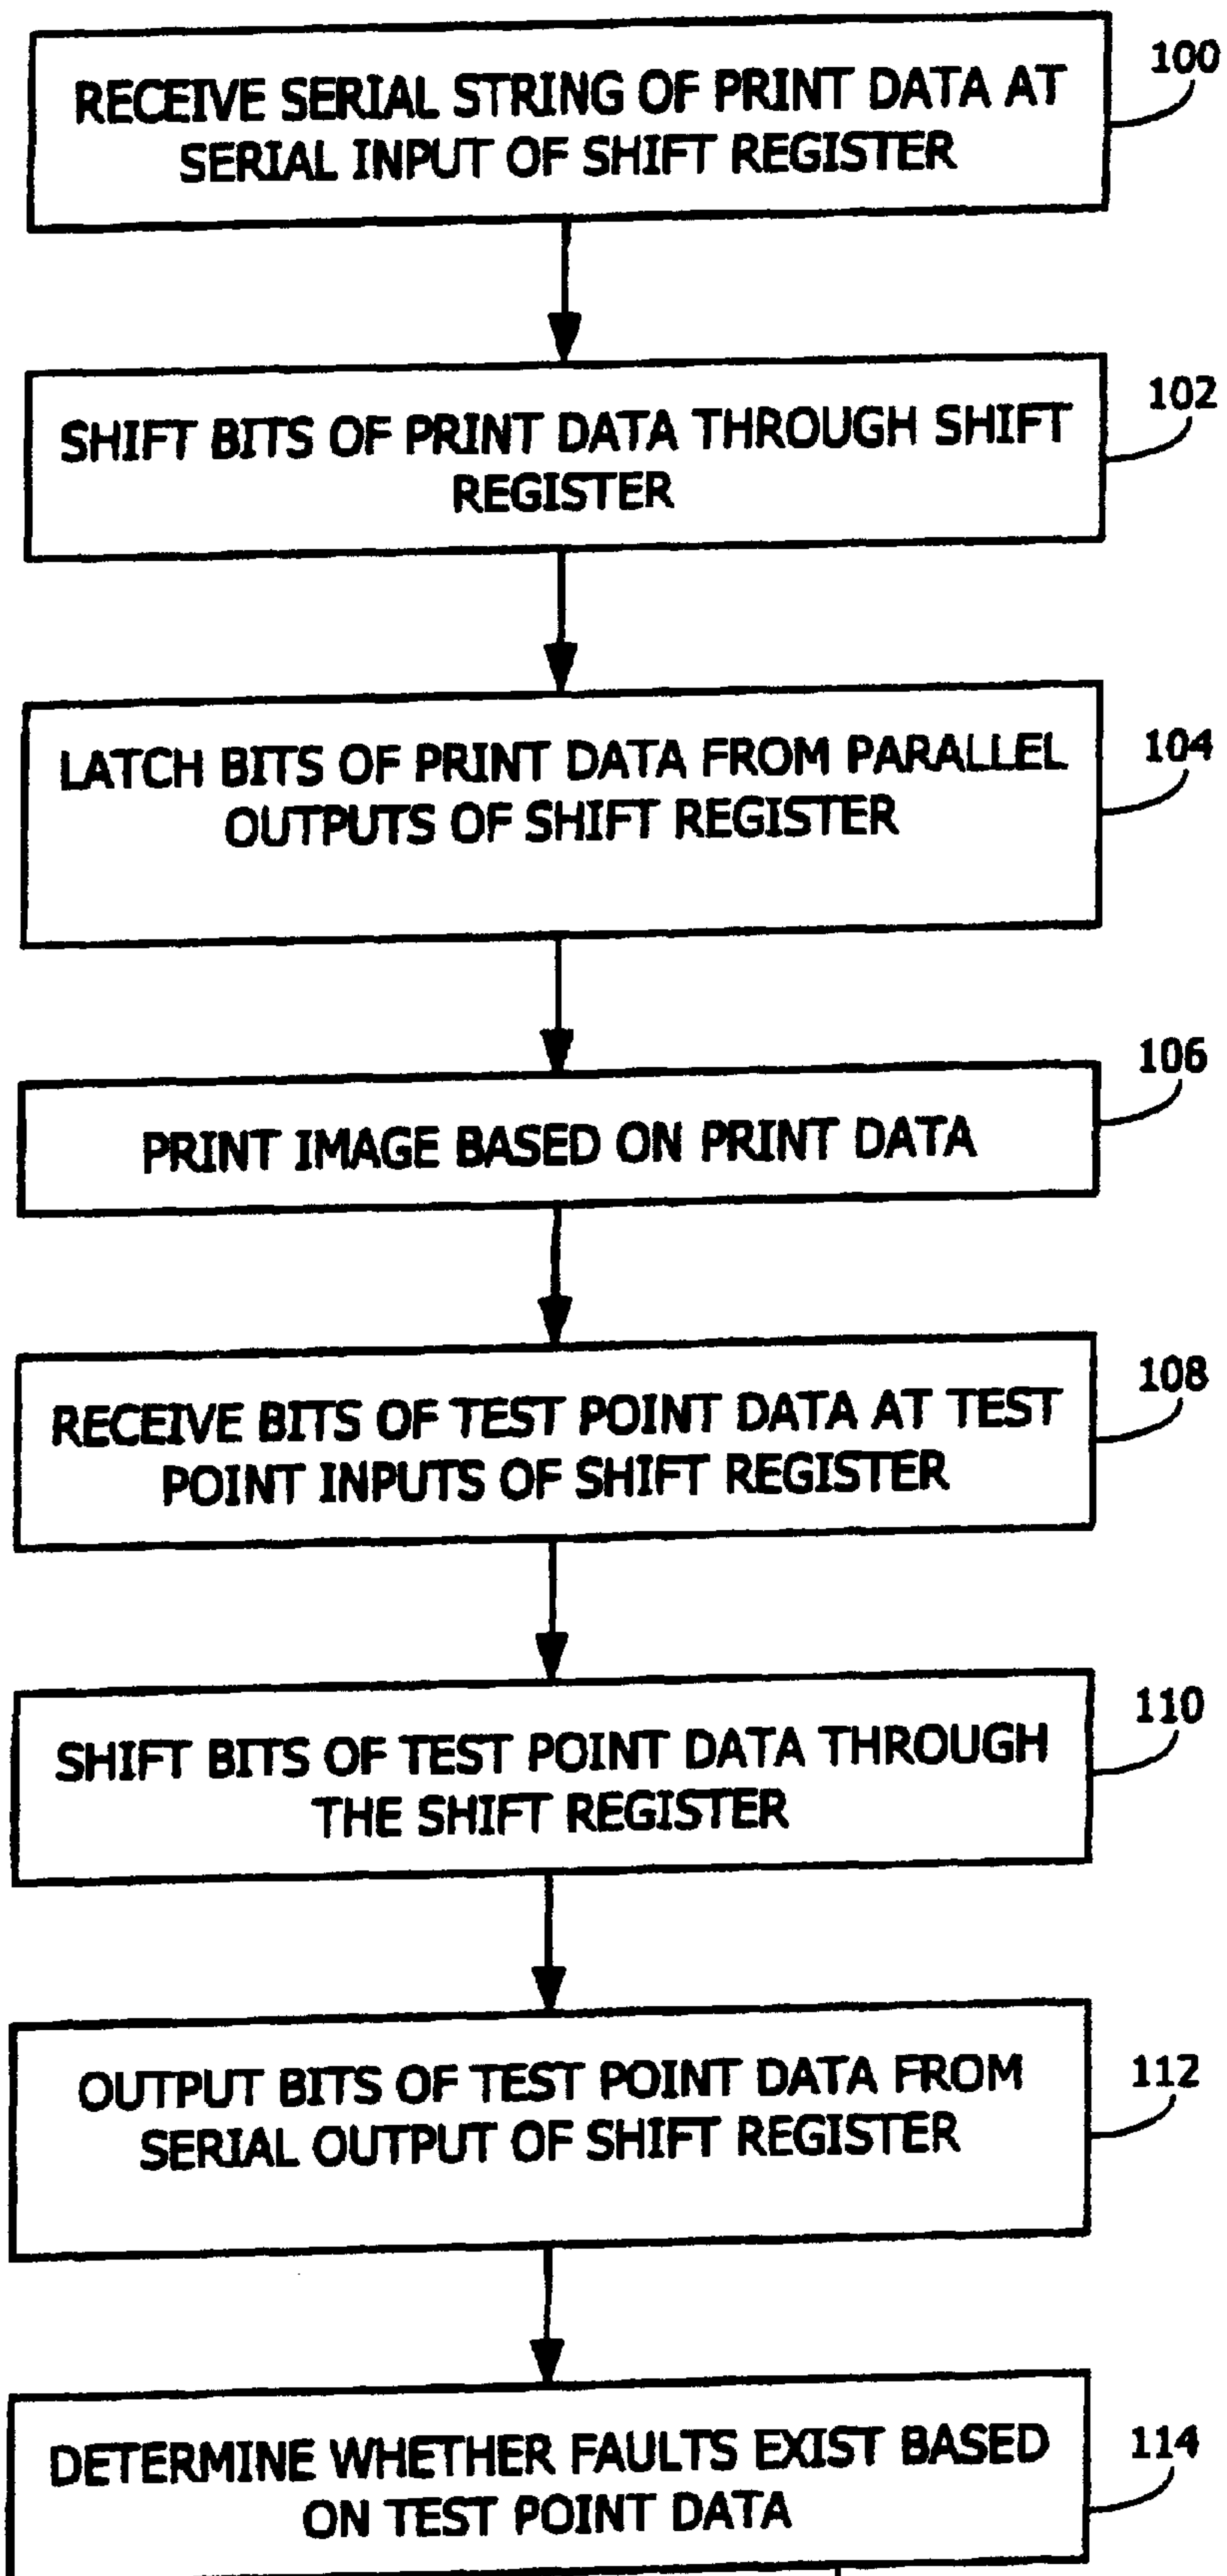 RECEIVE SERIAL STRING OF PRINT DATA AT
SERIAL INPUT OF SHIFT REGISTER
100
SHIFT BITS OF PRINT DATA THROUGH SHIFT
REGISTER
102
LATCH BITS OF PRINT DATA FROM PARALLEL
OUTPUTS OF SHIFT REGISTER
104
PRINT IMAGE BASED ON PRINT DATA
106
RECEIVE BITS OF TEST POINT DATA AT TEST
POINT INPUTS OF SHIFT REGISTER
108
SHIFT BITS OF TEST POINT DATA THROUGH
THE SHIFT REGISTER
110
OUTPUT BITS OF TEST POINT DATA FROM
SERIAL OUTPUT OF SHIFT REGISTER
112
DETERMINE WHETHER FAULTS EXIST BASED
ON TEST POINT DATA
114